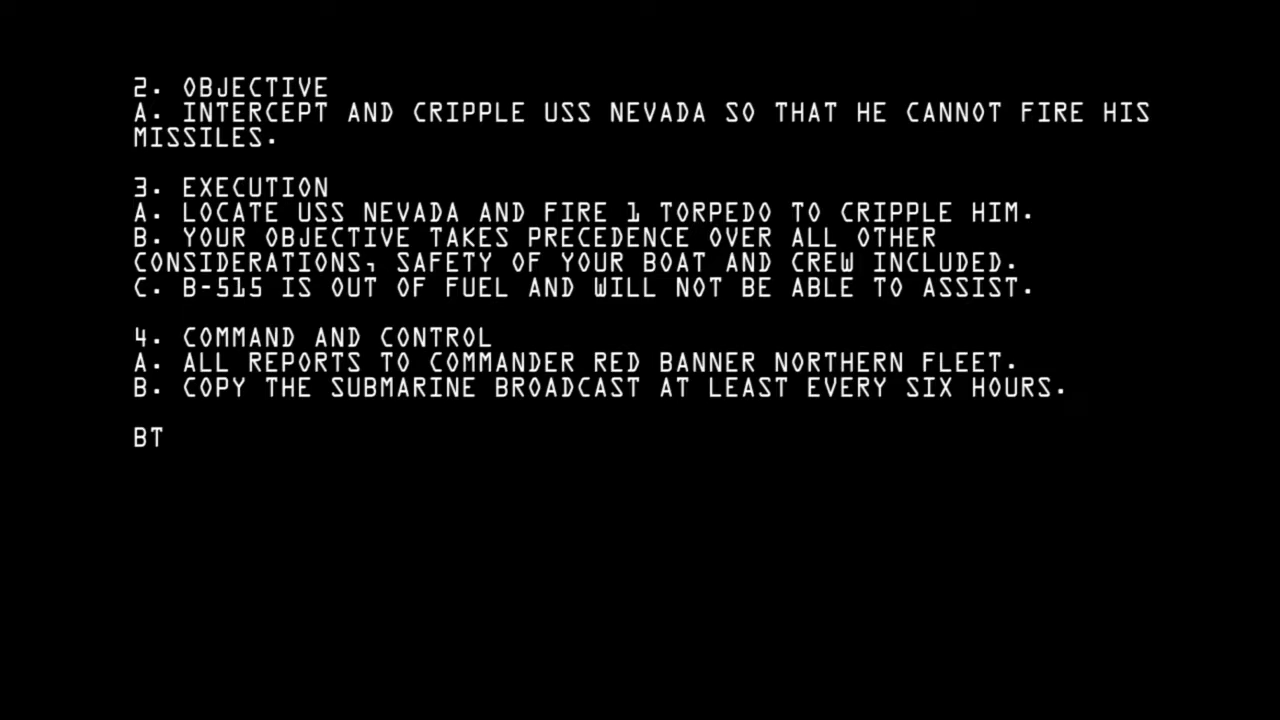 2. OBJECTIVE
A. INTERCEPT AND CRIPPLE USS NEVADA SO THAT HE CANNOT FIRE HIS
MISSILES.
3. EXECUTION
A. LOCATE USS NEVADA AND FIRE 1 TORPEDO TO CRIPPLE HIM.
B. YOUR OBJECTIVE TAKES PRECEDENCE OVER ALL OTHER
CONSIDERATIONS, SAFETY OF YOUR BOAT AND CREW INCLUDED.
C. B-515 IS OUT OF FUEL AND WILL NOT BE ABLE TO ASSIST.
4. COMMAND AND CONTROL
A. ALL REPORTS TO COMMANDER RED BANNER NORTHERN FLEET.
B. COPY THE SUBMARINE BROADCAST AT LEAST EVERY SIX HOURS.
BT